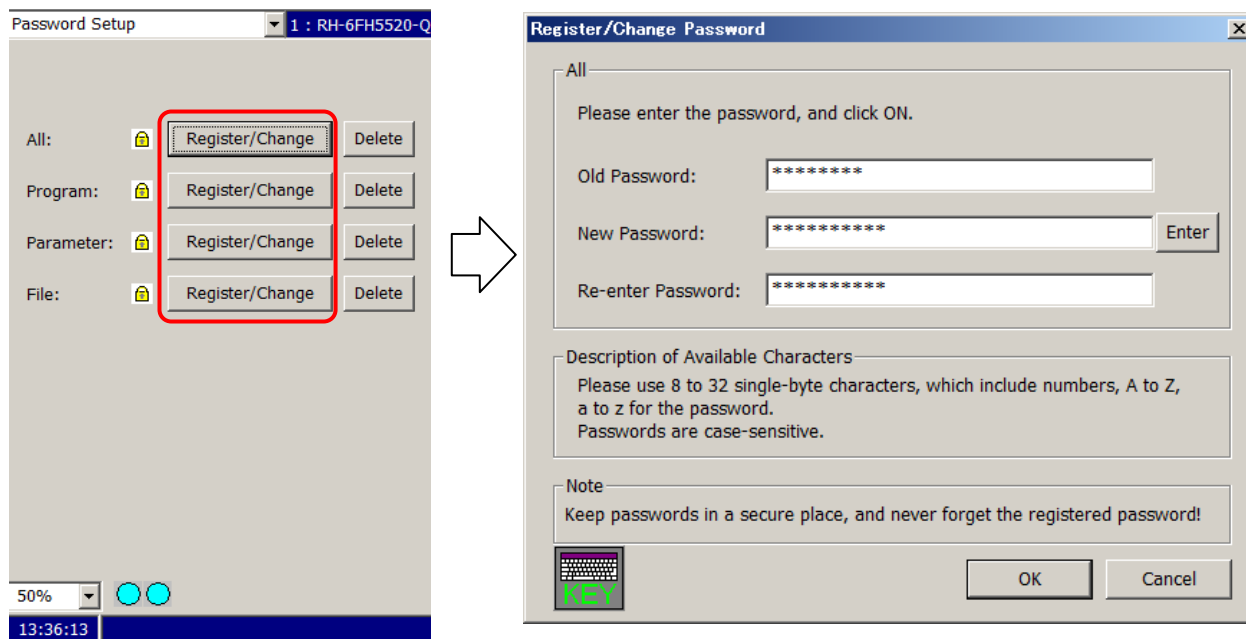 Password Setup
1 : RH-6FH5520-Q
All:
Register/Change
Delete
Program:
Register/Change
Delete
Parameter:
Register/Change
Delete
File:
Register/Change
Delete
50%
13:36:13
Register/Change Password
All
Please enter the password, and click ON.
Old Password:
********
New Password:
**********
Enter
Re-enter Password:
**********
Description of Available Characters
Please use 8 to 32 single-byte characters, which include numbers, A to Z,
a to z for the password.
Passwords are case-sensitive.
Note
Keep passwords in a secure place, and never forget the registered password!
KEY
OK
Cancel